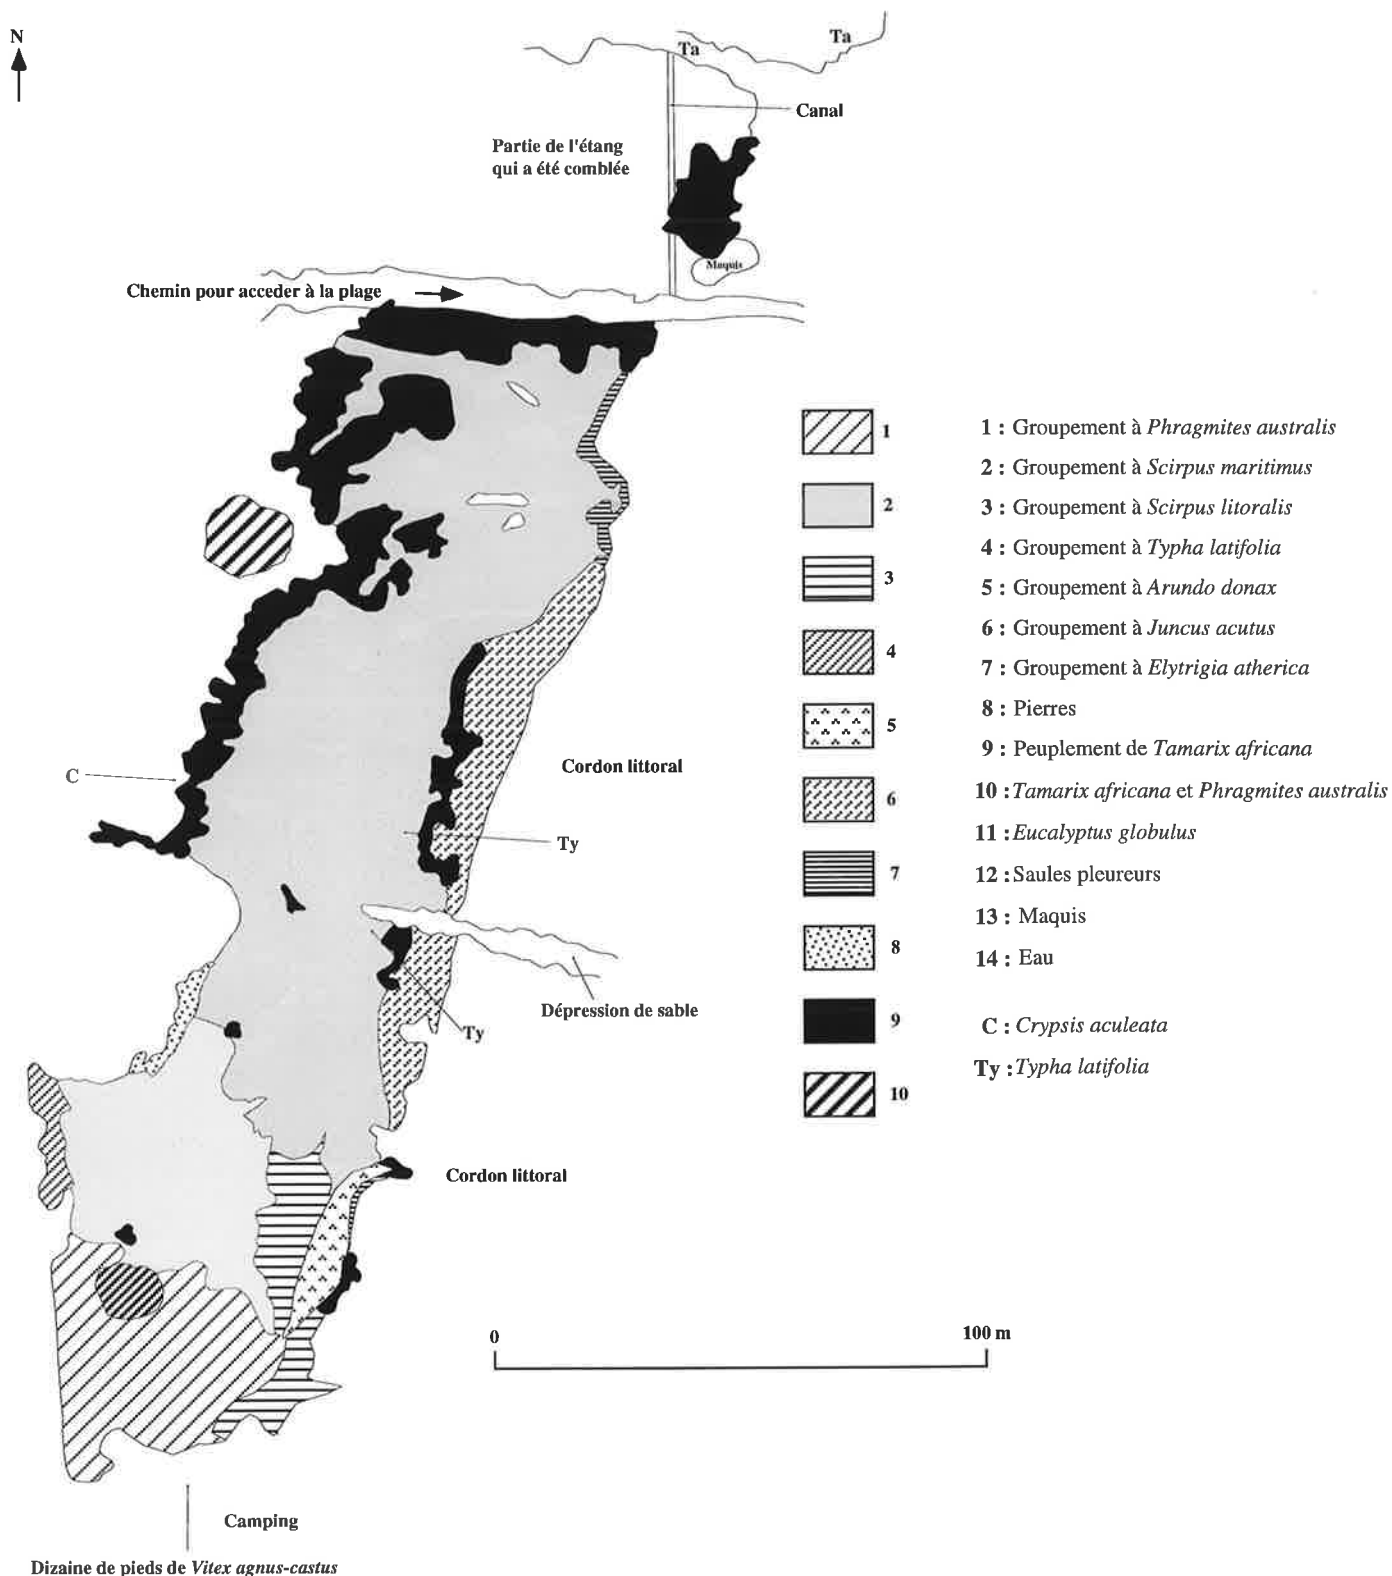 N
Ta
Ta
Canal
Partie de l'étang
qui a été comblée
Maquis
Chemin pour acceder à la plage
1
2
3
4
5
6
7
8
9
10
1 : Groupement à Phragmites australis
2 : Groupement à Scirpus maritimus
3 : Groupement à Scirpus litoralis
4 : Groupement à Typha latifolia
5 : Groupement à Arundo donax
6 : Groupement à Juncus acutus
7 : Groupement à Elytrigia atherica
8 : Pierres
9 : Peuplement de Tamarix africana
10 : Tamarix africana et Phragmites australis
11 : Eucalyptus globulus
12 : Saules pleureurs
13 : Maquis
14 : Eau
C : Crypsis aculeata
Ty : Typha latifolia
Cordon littoral
C
Ty
Dépression de sable
Ty
Cordon littoral
0
100 m
Camping
Dizaine de pieds de Vitex agnus-castus